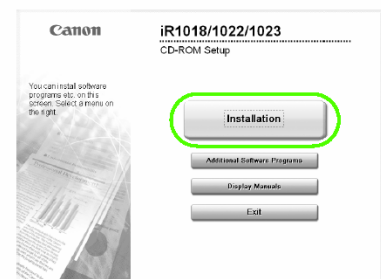 Canon
iR1018/1022/1023
CD-ROM Setup
You can install software
programs etc. on this
screen. Select a menu on
the right.
Installation
Additional Software Programs
Display Manuals
Exit